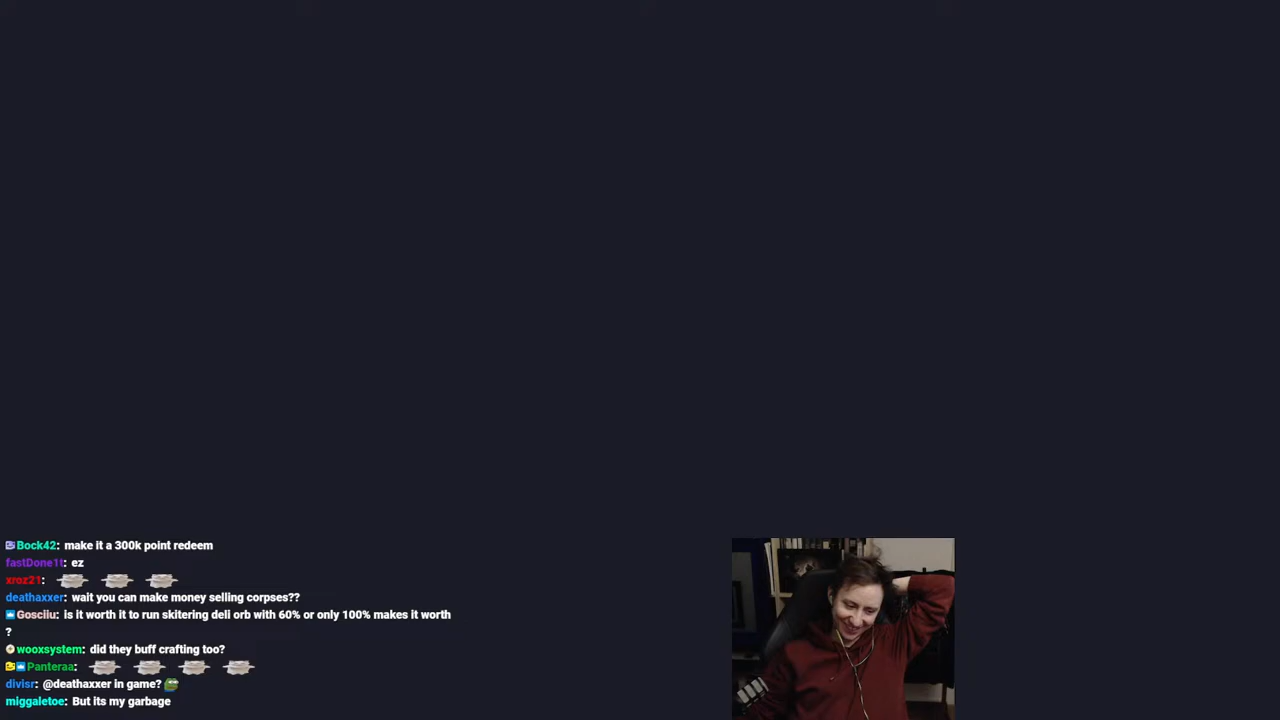 Bock42: make it a 300k point redeem
fastDone1t: ez
xroz21:
deathaxxer: wait you can make money selling corpses??
Gosciiu: is it worth it to run skitering deli orb with 60% or only 100% makes it worth
?
wooxsystem: did they buff crafting too?
Panteraa:
divisr: @deathaxxer in game?
miggaletoe: But its my garbage